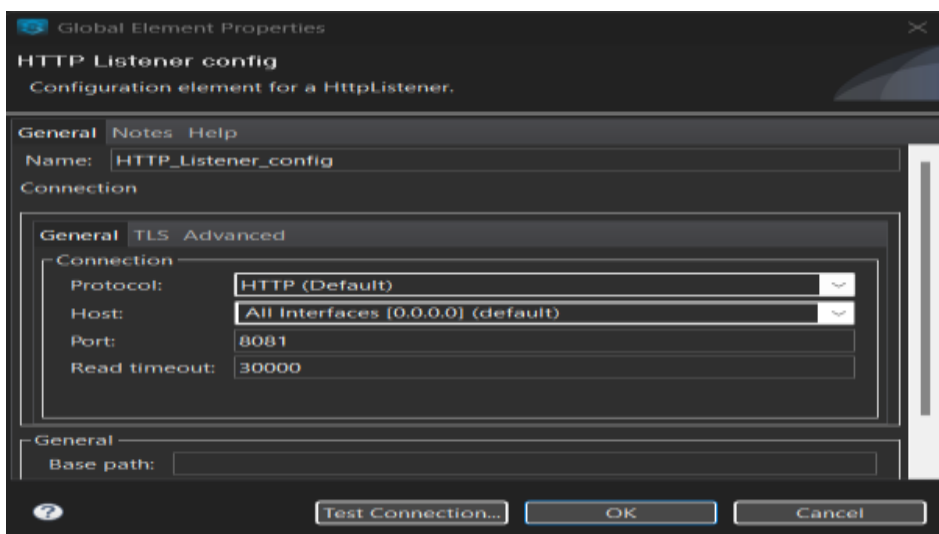 Global Element Properties
HTTP Listener config
Configuration element for a HttpListener.
General Notes Help
Name: HTTP_Listener_config
Connection
General TLS Advanced
Connection
Protocol: HTTP (Default)
Host: All Interfaces [0.0.0.0] (default)
Port: 8081
Read timeout: 30000
General
Base path:
? Test Connection... OK Cancel